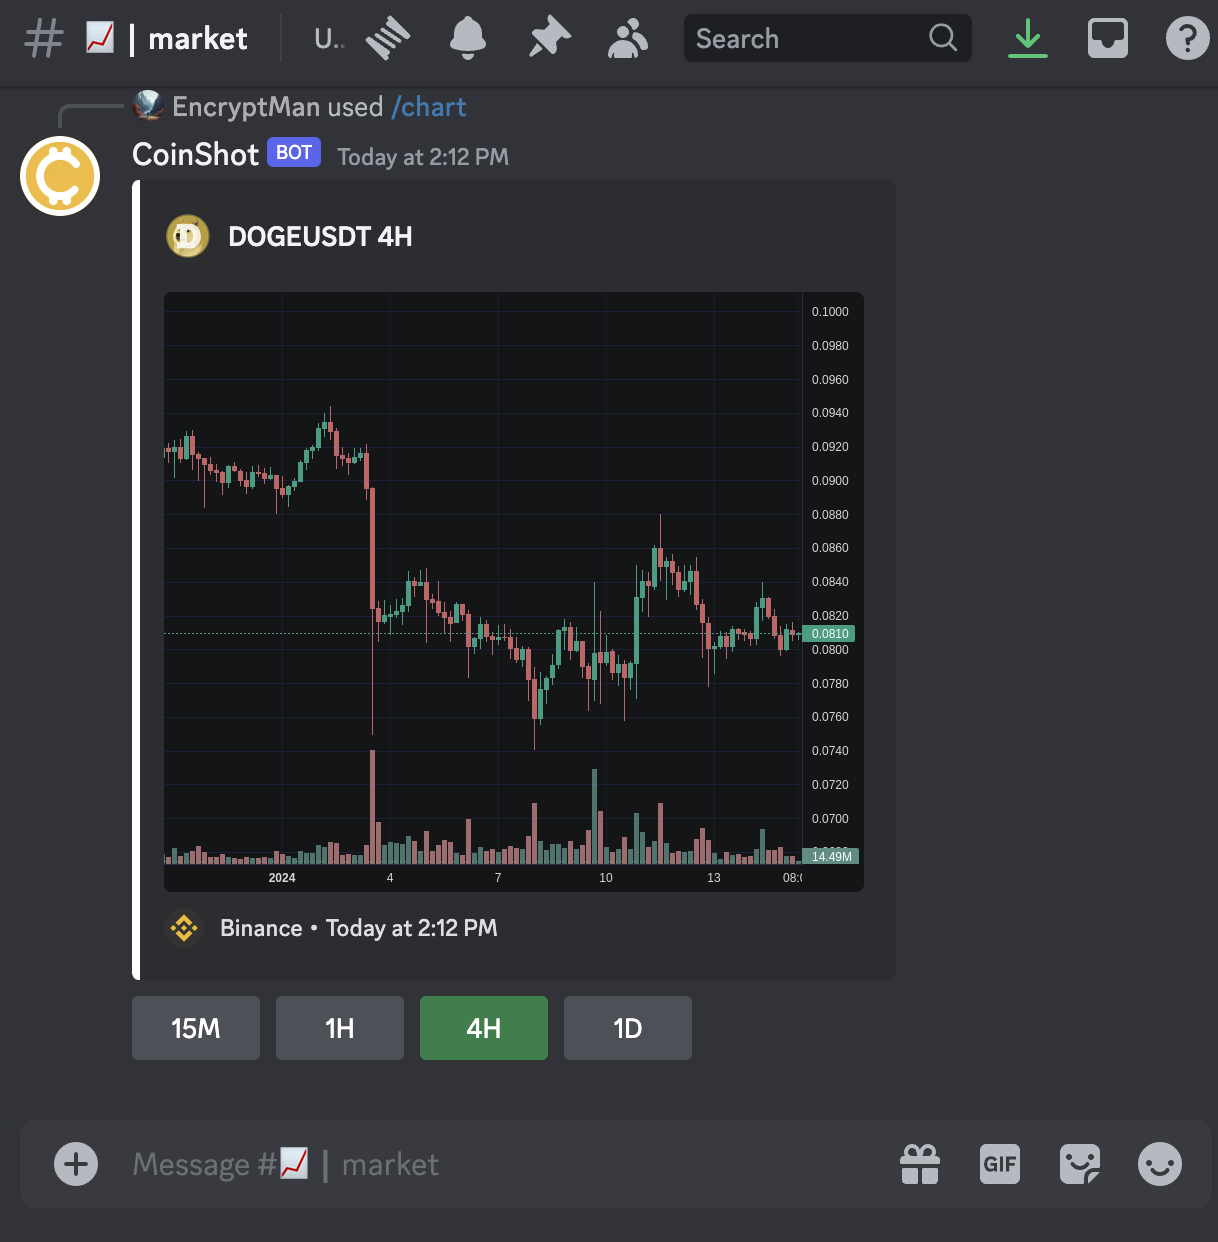 | market
U..
Search
EncryptMan used /chart
CoinShot BOT Today at 2:12 PM
DOGEUSDT 4H
0.1000
0.0980
0.0960
0.0940
0.0920
0.0900
0.0880
0.0860
0.0840
0.0820
0.0810
0.0800
0.0780
0.0760
0.0740
0.0720
0.0700
14.49M
2024 4 7 10 13 08:0
Binance • Today at 2:12 PM
15M 1H 4H 1D
Message # | market
GIF